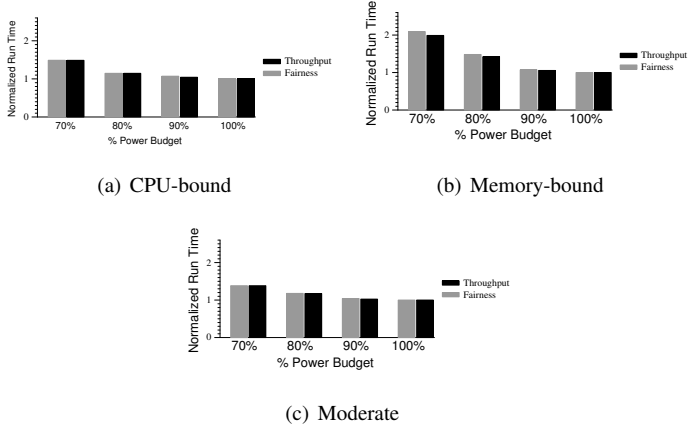 Normalized Run Time
2
1
0
70% 80% 90% 100%
% Power Budget
Throughput
Fairness
(a) CPU-bound
Normalized Run Time
2
1
0
70% 80% 90% 100%
% Power Budget
Throughput
Fairness
(b) Memory-bound
Normalized Run Time
2
1
0
70% 80% 90% 100%
% Power Budget
Throughput
Fairness
(c) Moderate